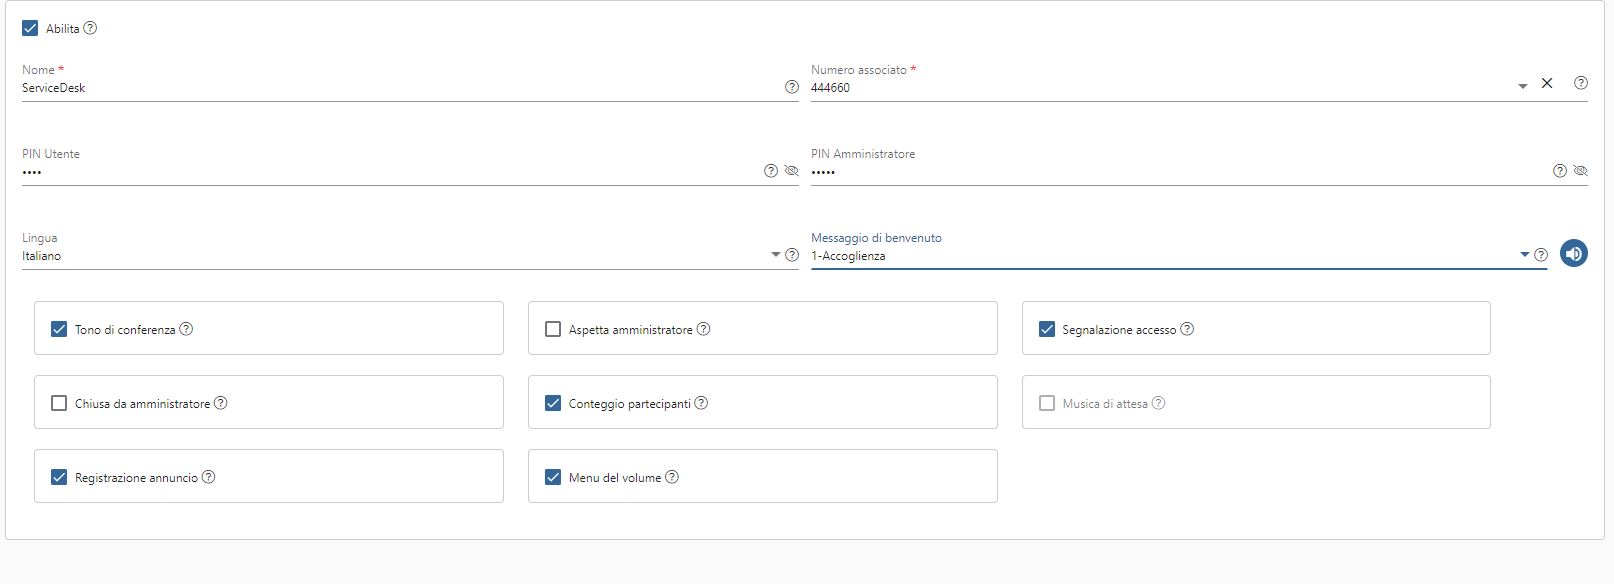 Abilita
Nome *
ServiceDesk
Numero associato *
444660
PIN Utente
••••
PIN Amministratore
•••••
Lingua
Italiano
Messaggio di benvenuto
1-Accoglienza
Tono di conferenza
Aspetta amministratore
Segnalazione accesso
Chiusa da amministratore
Conteggio partecipanti
Musica di attesa
Registrazione annuncio
Menu del volume